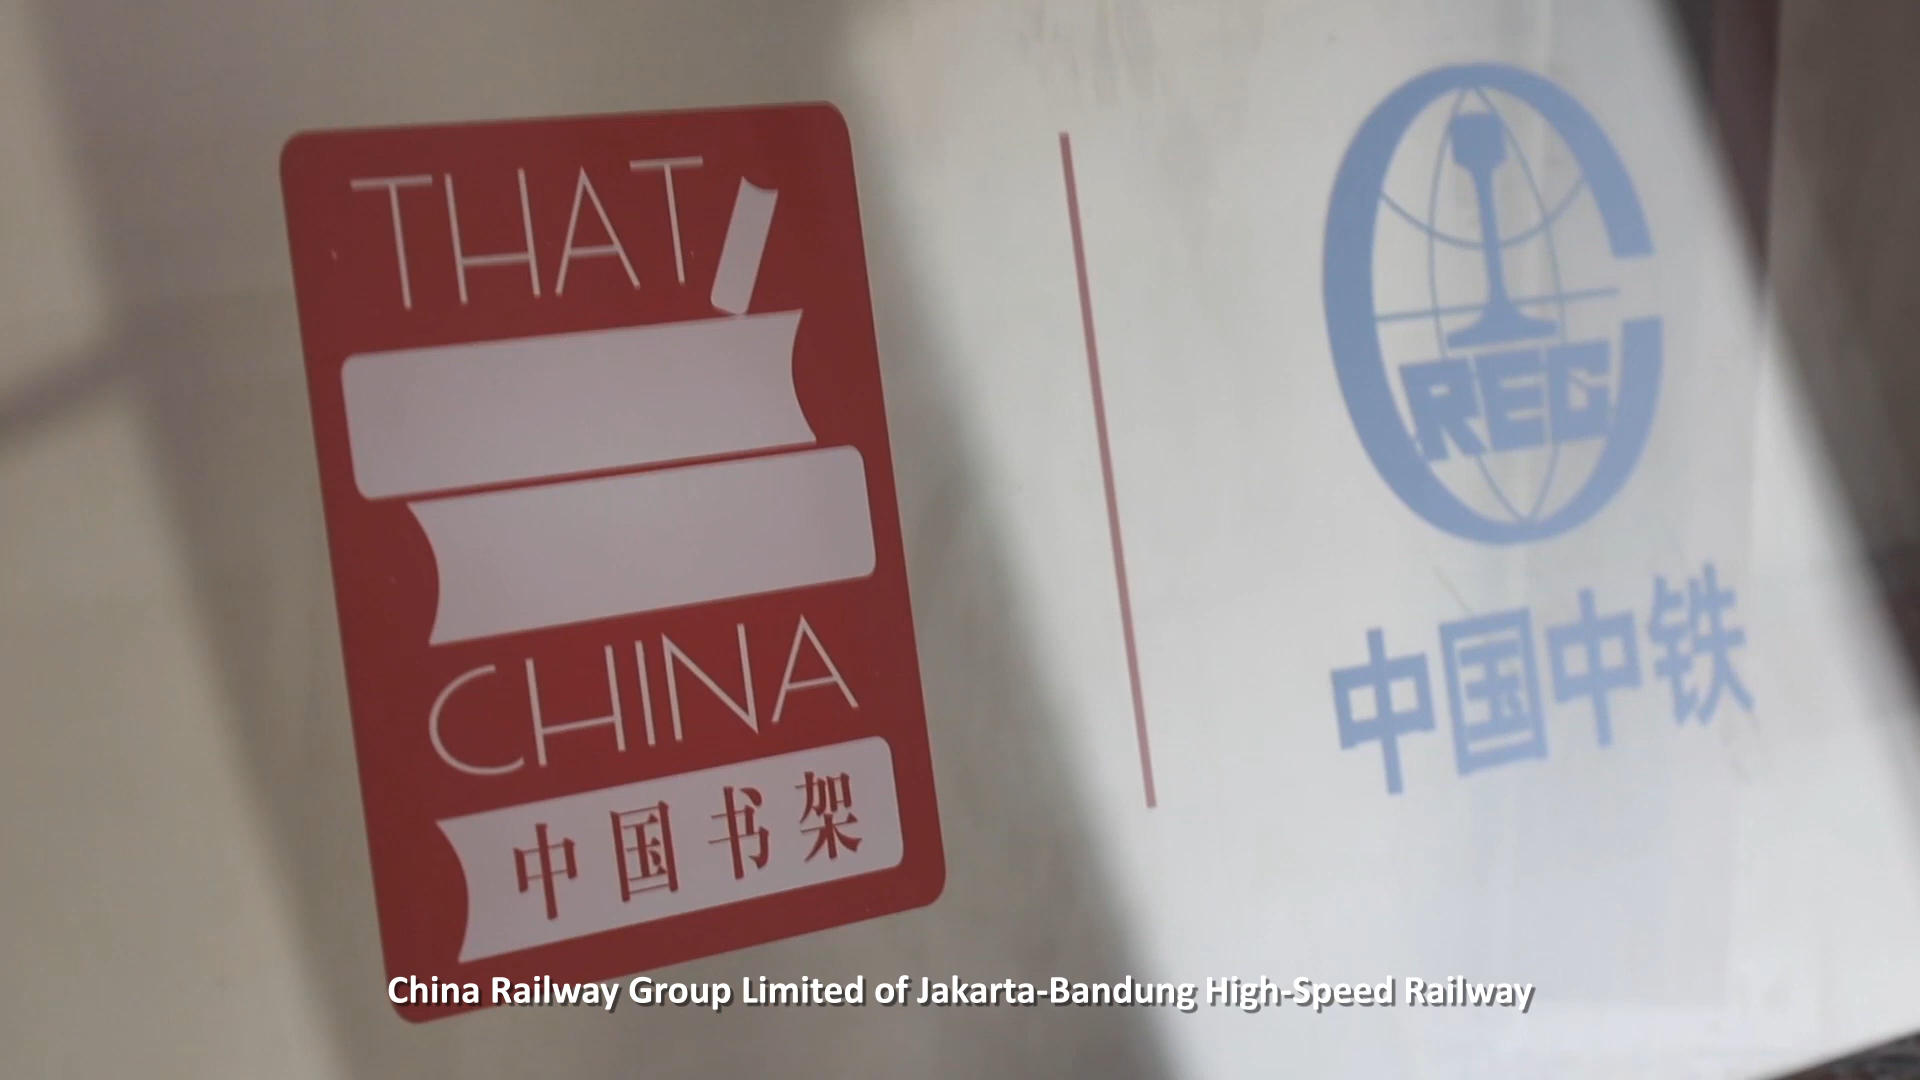 THAT
CHINA
中国书架
CREC
中国中铁
China Railway Group Limited of Jakarta-Bandung High-Speed Railway